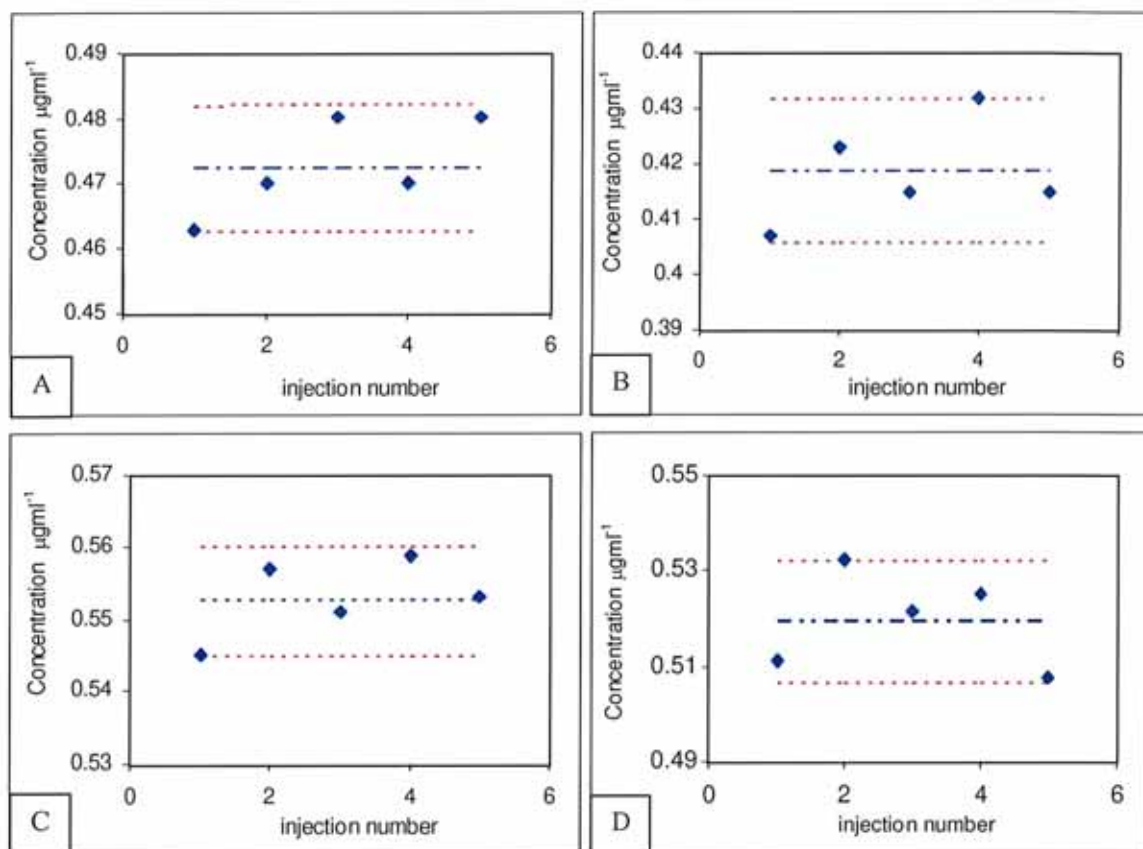 Concentration µgml⁻¹
0.49
0.48
0.47
0.46
0.45
0 2 4 6
injection number
A
Concentration µgml⁻¹
0.44
0.43
0.42
0.41
0.4
0.39
0 2 4 6
injection number
B
Concentration µgml⁻¹
0.57
0.56
0.55
0.54
0.53
0 2 4 6
injection number
C
Concentration µgml⁻¹
0.55
0.53
0.51
0.49
0 2 4 6
injection number
D